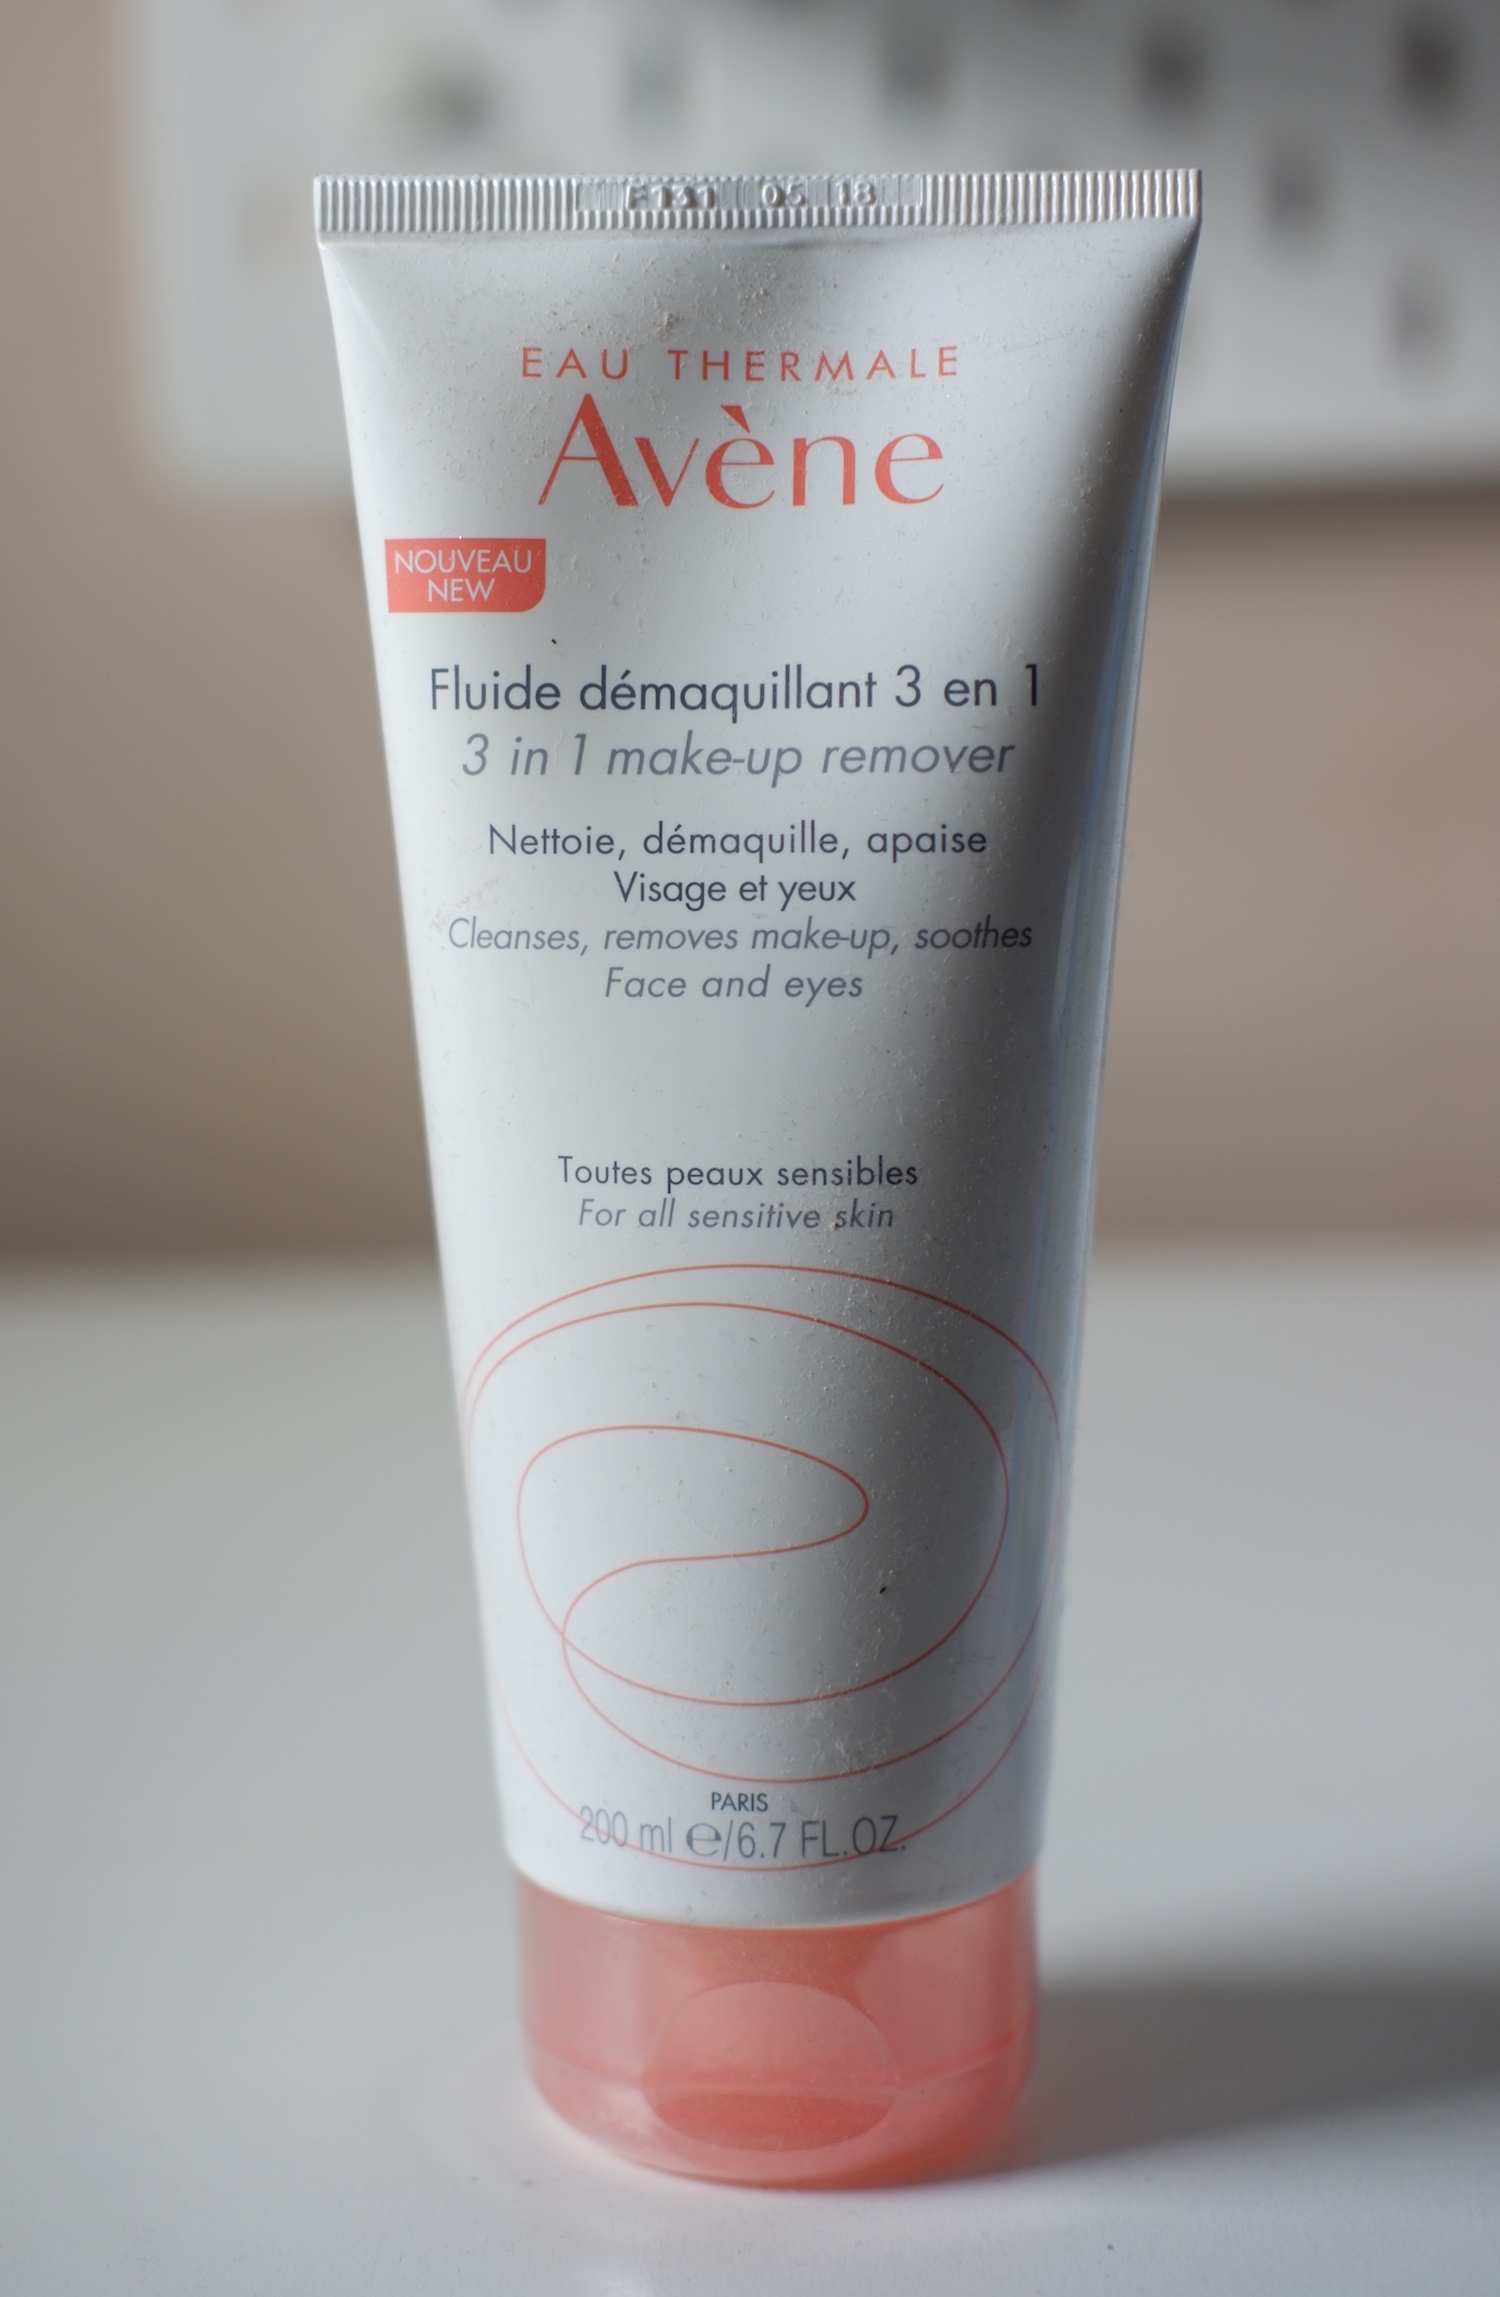 F131 05 18
EAU THERMALE
Avène
NOUVEAU
NEW
Fluide démaquillant 3 en 1
3 in 1 make-up remover
Nettoie, démaquille, apaise
Visage et yeux
Cleanses, removes make-up, soothes
Face and eyes
Toutes peaux sensibles
For all sensitive skin
PARIS
200 ml ℮/6.7 FL.OZ.